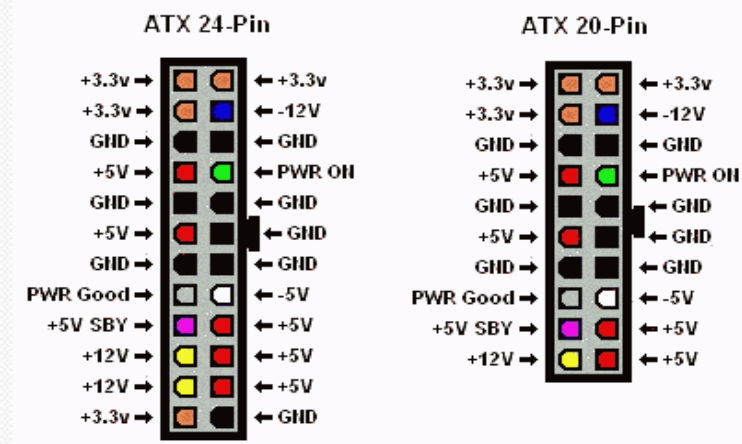 ATX 24-Pin
+3.3v +3.3v
+3.3v -12V
GND GND
+5V PWR ON
GND GND
+5V GND
GND GND
PWR Good -5V
+5V SBY +5V
+12V +5V
+12V +5V
+3.3v GND
ATX 20-Pin
+3.3v +3.3v
+3.3v -12V
GND GND
+5V PWR ON
GND GND
+5V GND
GND GND
PWR Good -5V
+5V SBY +5V
+12V +5V